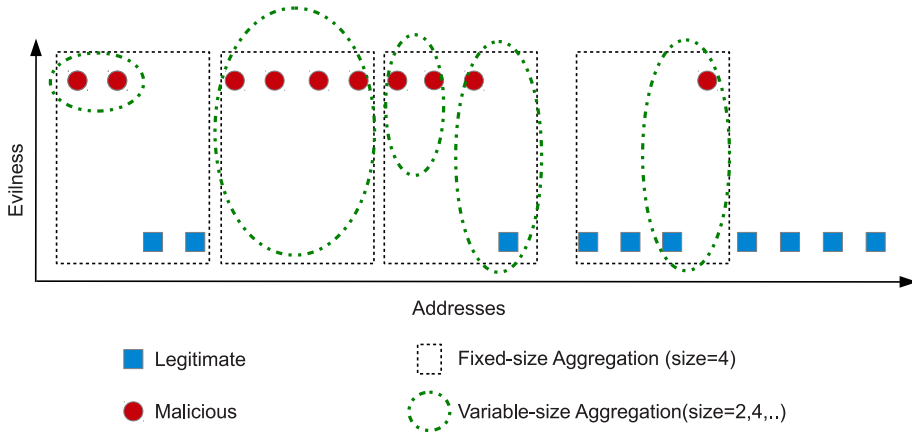 Evilness
Addresses
Legitimate
Fixed-size Aggregation (size=4)
Malicious
Variable-size Aggregation(size=2,4,..)